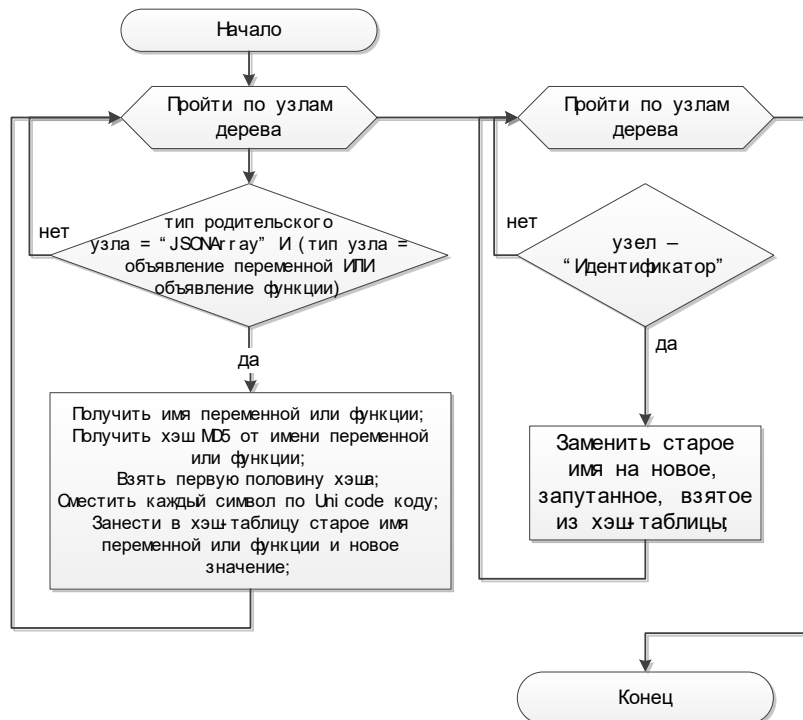 Начало
Пройти по узлам
дерева
нет
тип родительского
узла = “JSONArray” И (тип узла =
объявление переменной ИЛИ
объявление функции)
да
Получить имя переменной или функции;
Получить хэш MD5 от имени переменной
или функции;
Взять первую половину хэша;
Сместить каждый символ по Unicode коду;
Занести в хэш-таблицу старое имя
переменной или функции и новое
значение;
Пройти по узлам
дерева
нет
узел –
“Идентификатор”
да
Заменить старое
имя на новое,
запутанное, взятое
из хэш-таблицы;
Конец